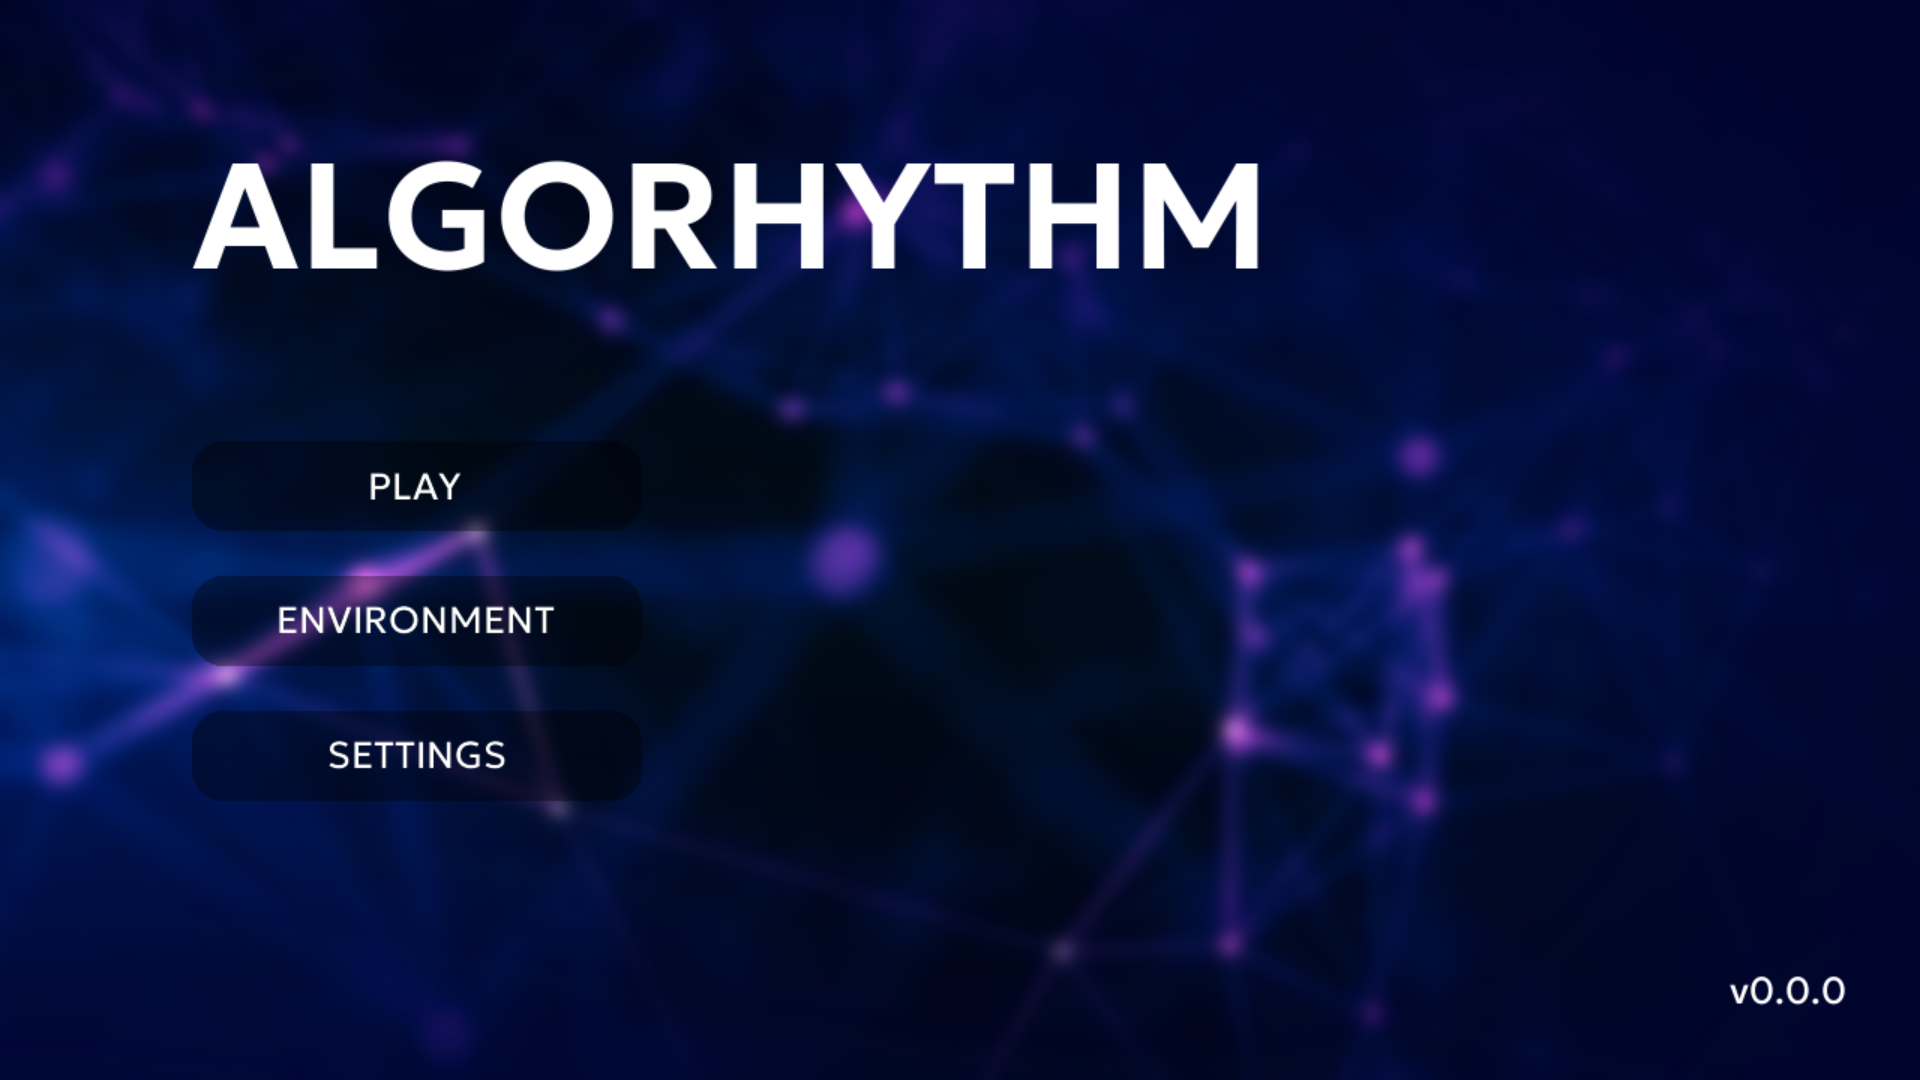 ALGORHYTHM
PLAY
ENVIRONMENT
SETTINGS
v0.0.0